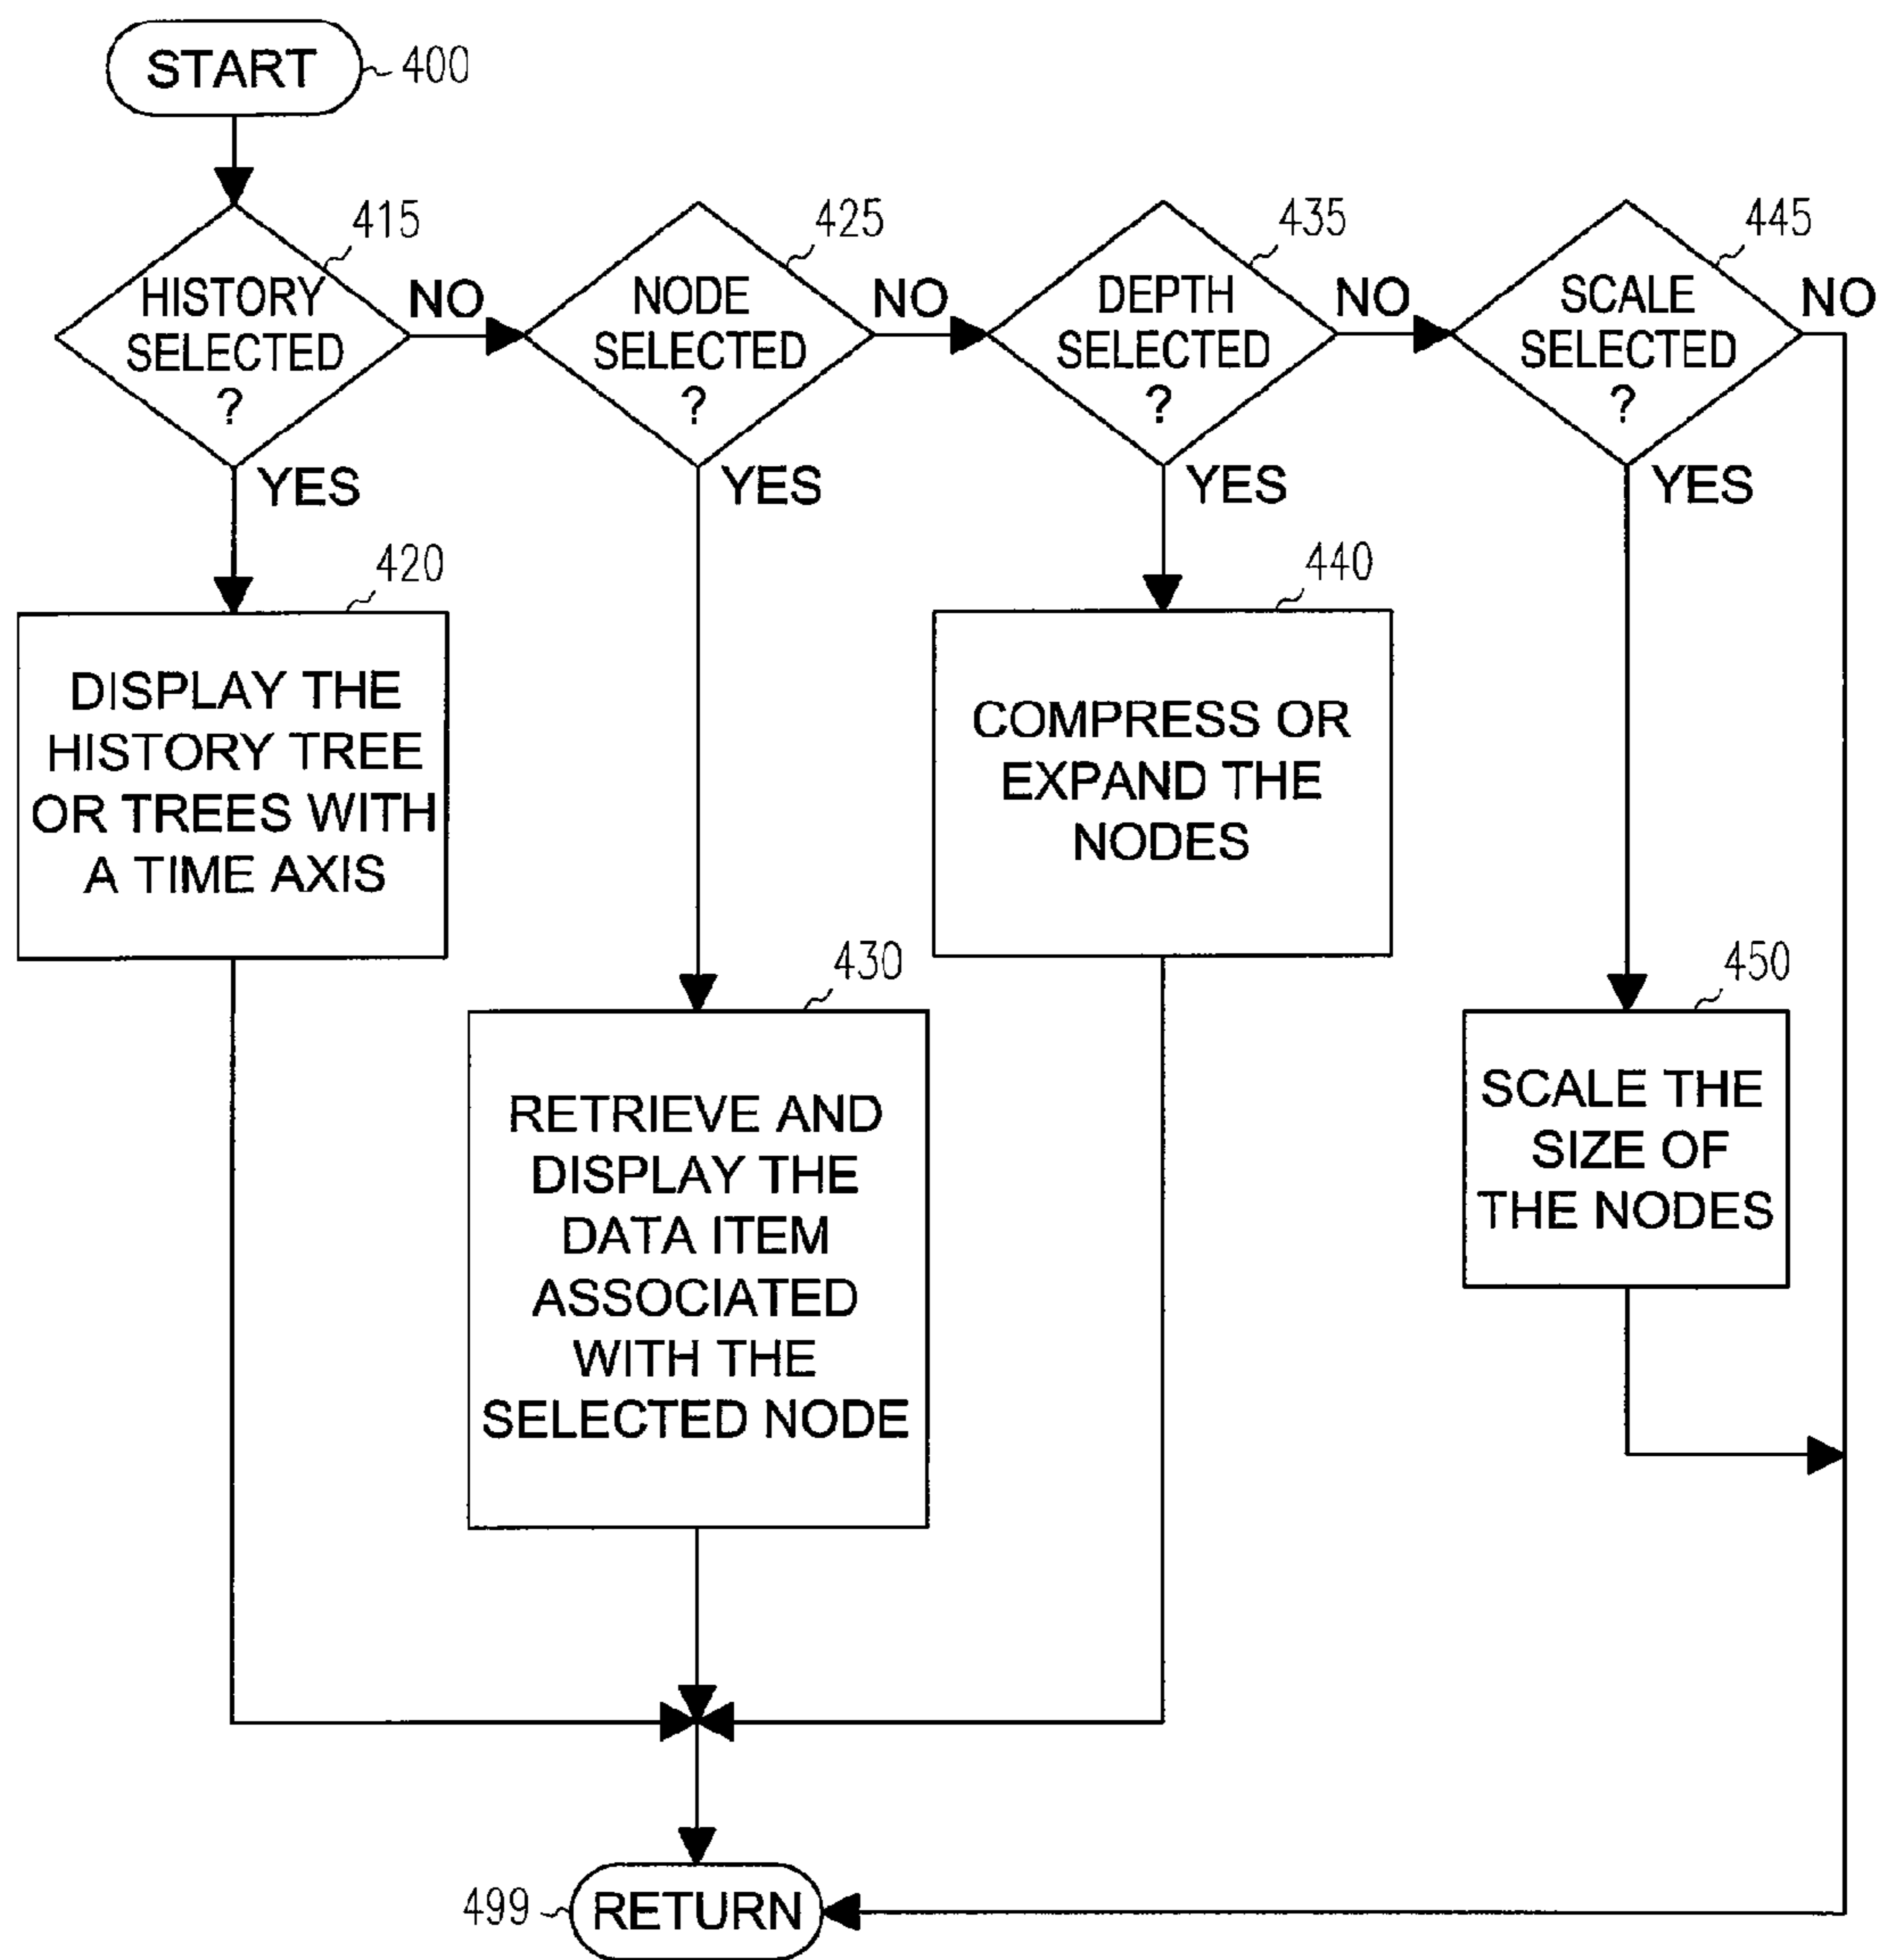 START
400
415
HISTORY
SELECTED
?
NO
YES
425
NODE
SELECTED
?
NO
YES
435
DEPTH
SELECTED
?
NO
YES
445
SCALE
SELECTED
?
NO
YES
420
DISPLAY THE
HISTORY TREE
OR TREES WITH
A TIME AXIS
430
RETRIEVE AND
DISPLAY THE
DATA ITEM
ASSOCIATED
WITH THE
SELECTED NODE
440
COMPRESS OR
EXPAND THE
NODES
450
SCALE THE
SIZE OF
THE NODES
499
RETURN